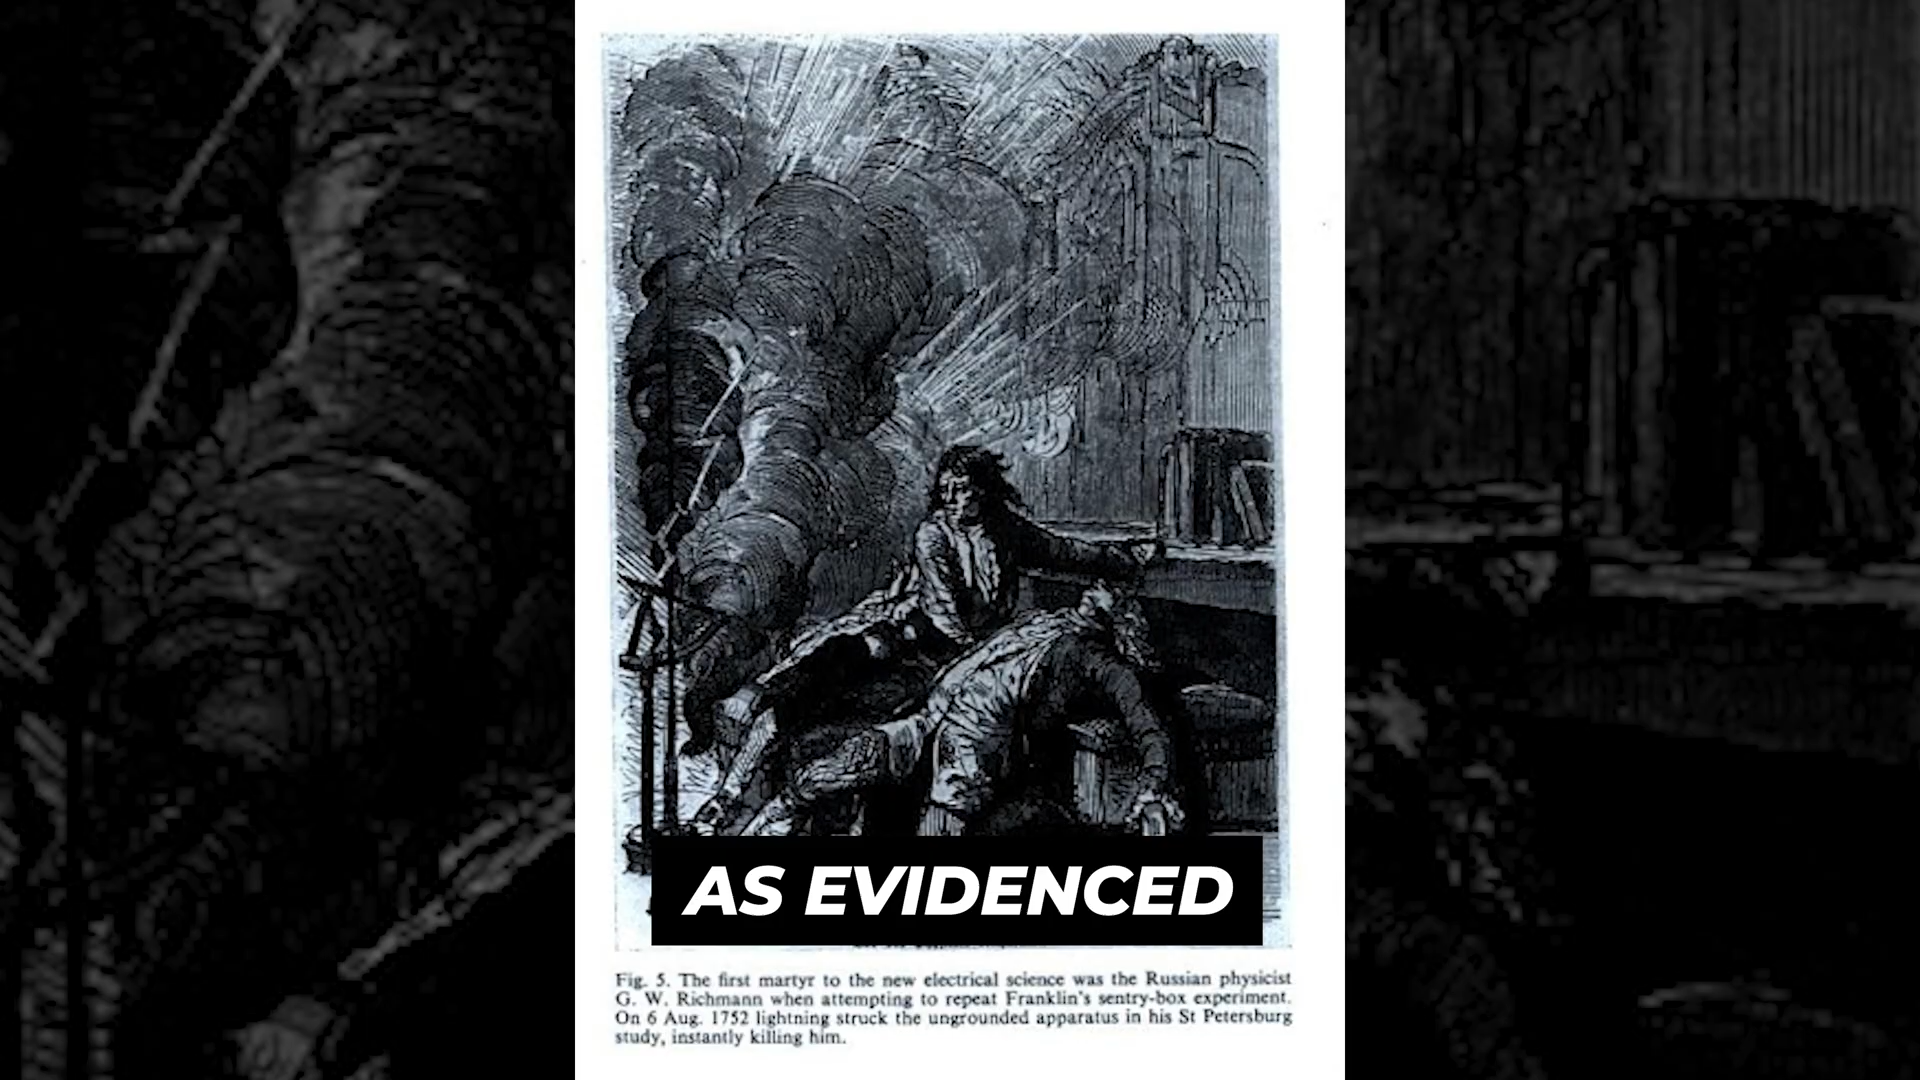 AS EVIDENCED
Fig. 5. The first martyr to the new electrical science was the Russian physicist
G. W. Richmann when attempting to repeat Franklin's sentry-box experiment.
On 6 Aug. 1752 lightning struck the ungrounded apparatus in his St Petersburg
study, instantly killing him.